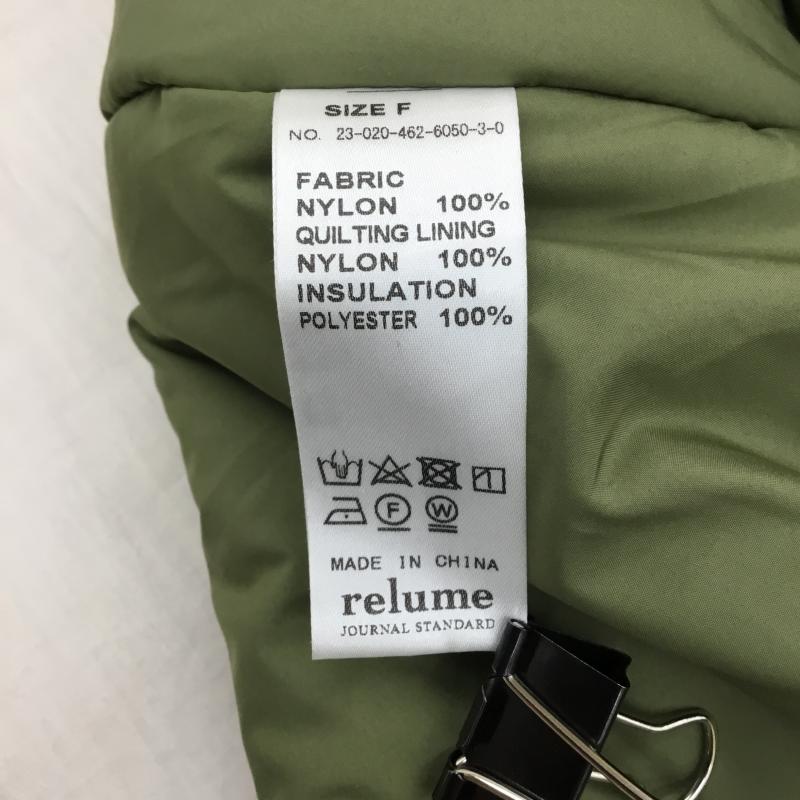 SIZE F
NO. 23-020-462-6050-3-0
FABRIC
NYLON 100%
QUILTING LINING
NYLON 100%
INSULATION
POLYESTER 100%
F W
MADE IN CHINA
relume
JOURNAL STANDARD